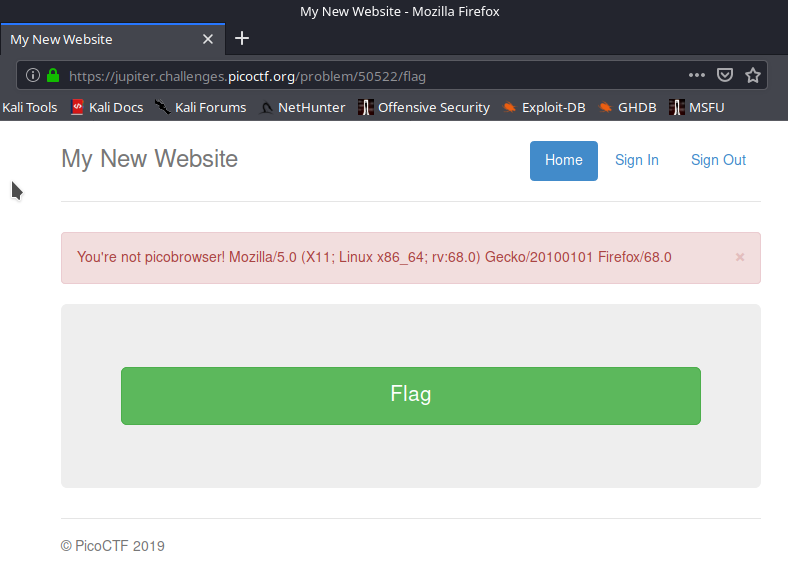 My New Website - Mozilla Firefox
My New Website
https://jupiter.challenges.picoctf.org/problem/50522/flag
Kali Tools Kali Docs Kali Forums NetHunter Offensive Security Exploit-DB GHDB MSFU
My New Website Home Sign In Sign Out
You're not picobrowser! Mozilla/5.0 (X11; Linux x86_64; rv:68.0) Gecko/20100101 Firefox/68.0 ×
Flag
© PicoCTF 2019